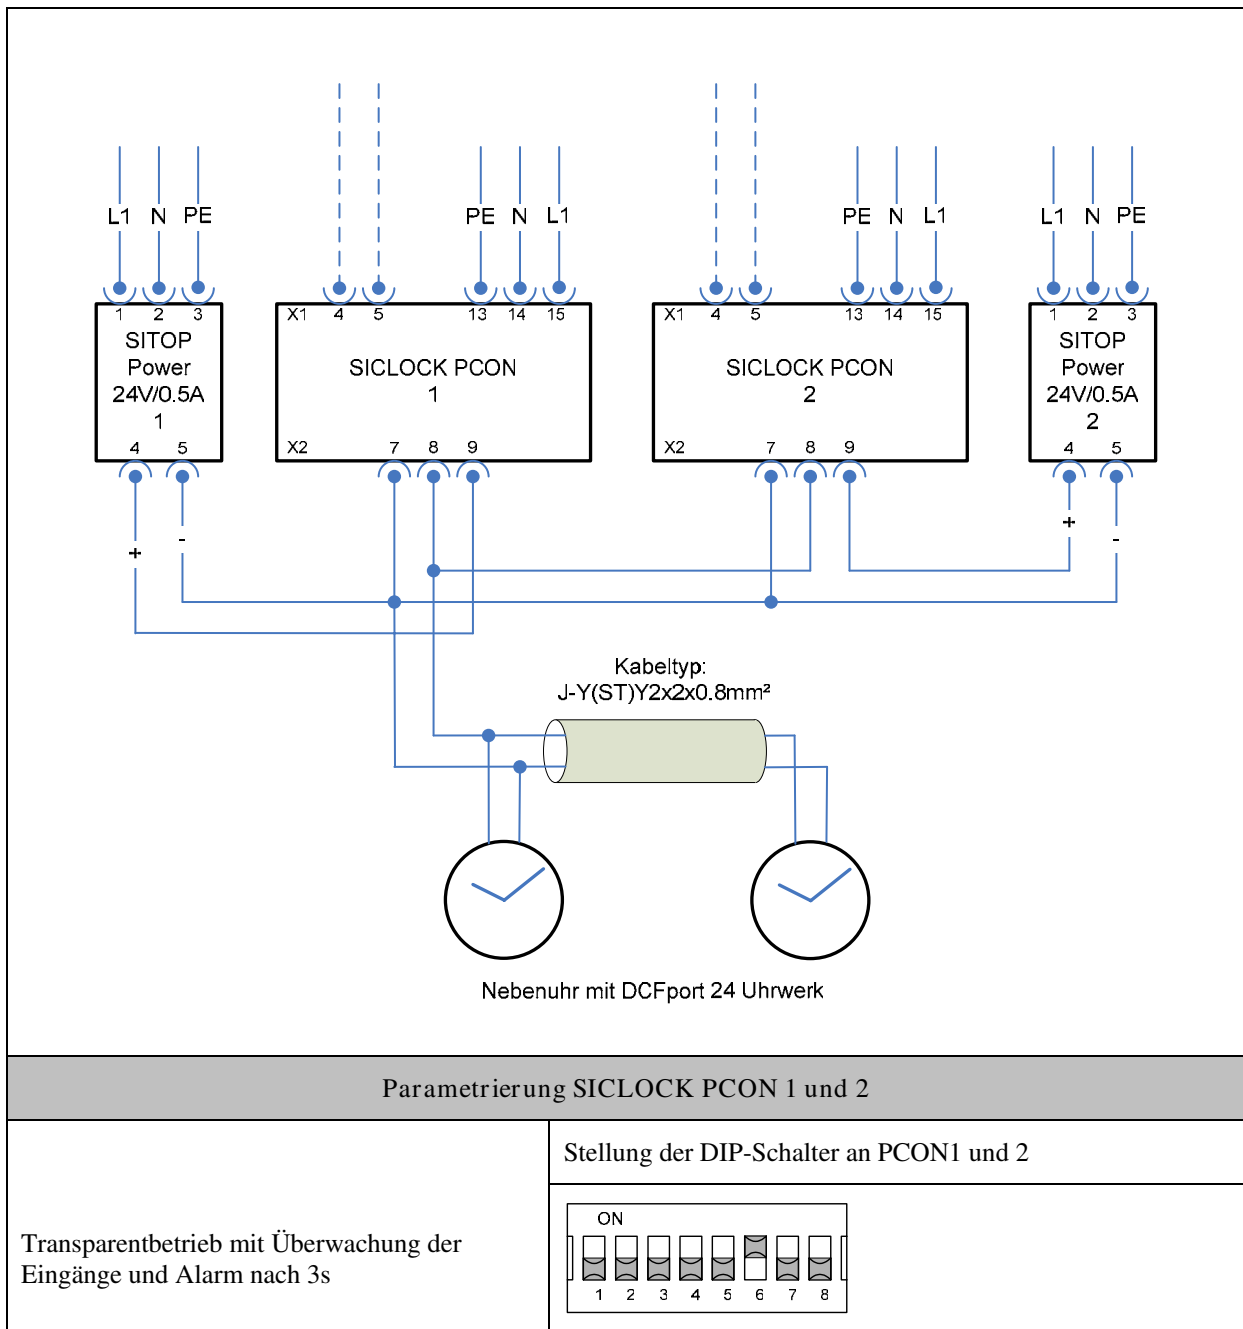 L1 N PE PE N L1 PE N L1 L1 N PE
1 2 3 X1 4 5 13 14 15 X1 4 5 13 14 15 1 2 3
SITOP
Power
24V/0.5A
1
SICLOCK PCON
1
SICLOCK PCON
2
SITOP
Power
24V/0.5A
2
4 5 X2 7 8 9 X2 7 8 9 4 5
+ - + -
Kabeltyp:
J-Y(ST)Y2x2x0.8mm²
Nebenuhr mit DCFport 24 Uhrwerk
Parametrierung SICLOCK PCON 1 und 2
Stellung der DIP-Schalter an PCON1 und 2
Transparentbetrieb mit Überwachung der
Eingänge und Alarm nach 3s
ON
1 2 3 4 5 6 7 8